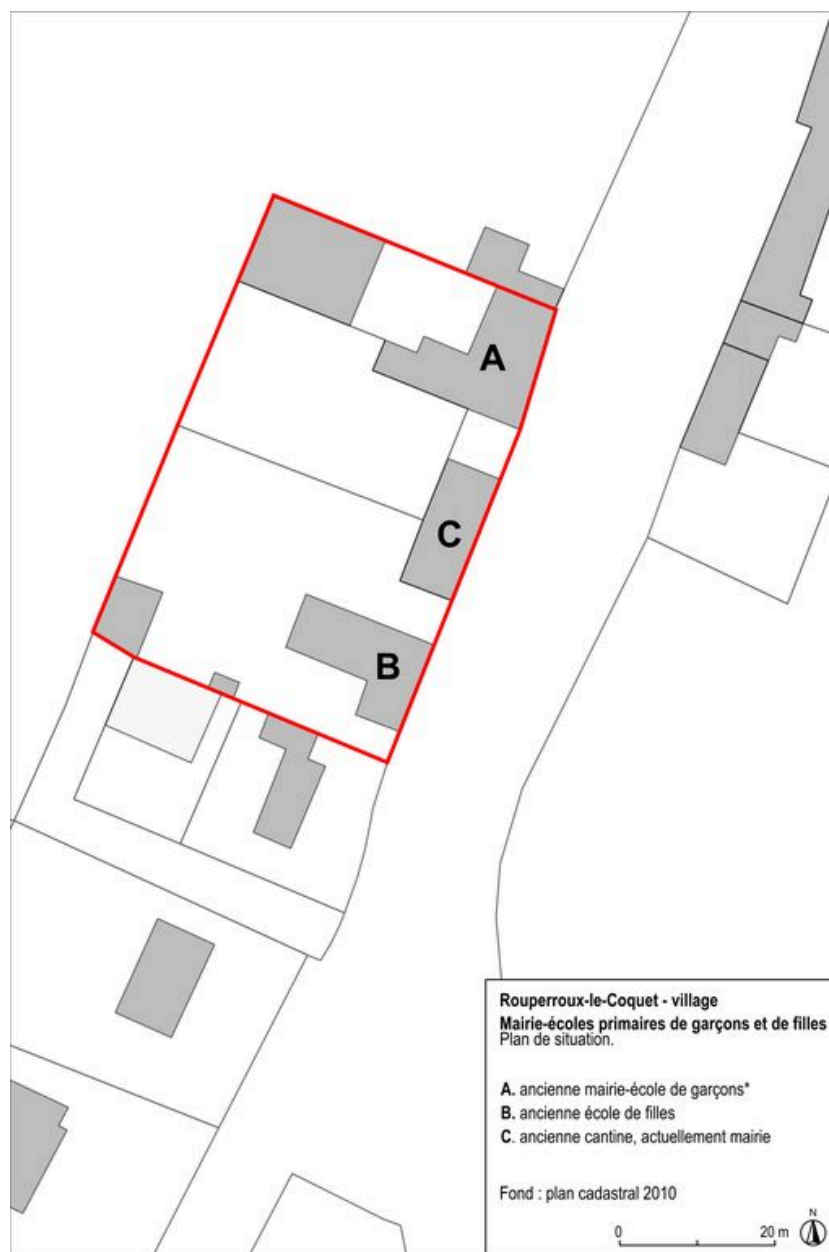 A
C
B
Rouperroux-le-Coquet - village
Mairie-écoles primaires de garçons et de filles
Plan de situation.
A. ancienne mairie-école de garçons*
B. ancienne école de filles
C. ancienne cantine, actuellement mairie
Fond : plan cadastral 2010
N
0 20 m